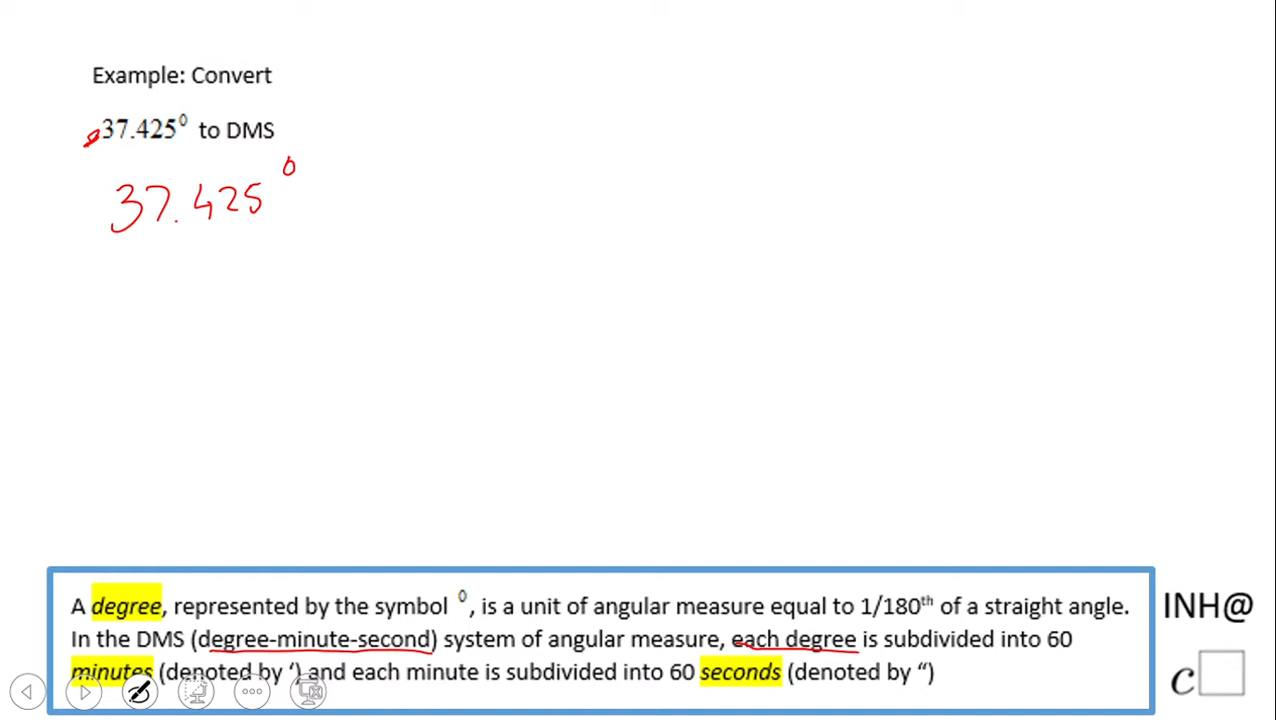 Example: Convert
37.425⁰ to DMS
37.425⁰
A degree, represented by the symbol ⁰, is a unit of angular measure equal to 1/180ᵗʰ of a straight angle.
In the DMS (degree-minute-second) system of angular measure, each degree is subdivided into 60
minutes (denoted by ‘) and each minute is subdivided into 60 seconds (denoted by “)
INH@
c